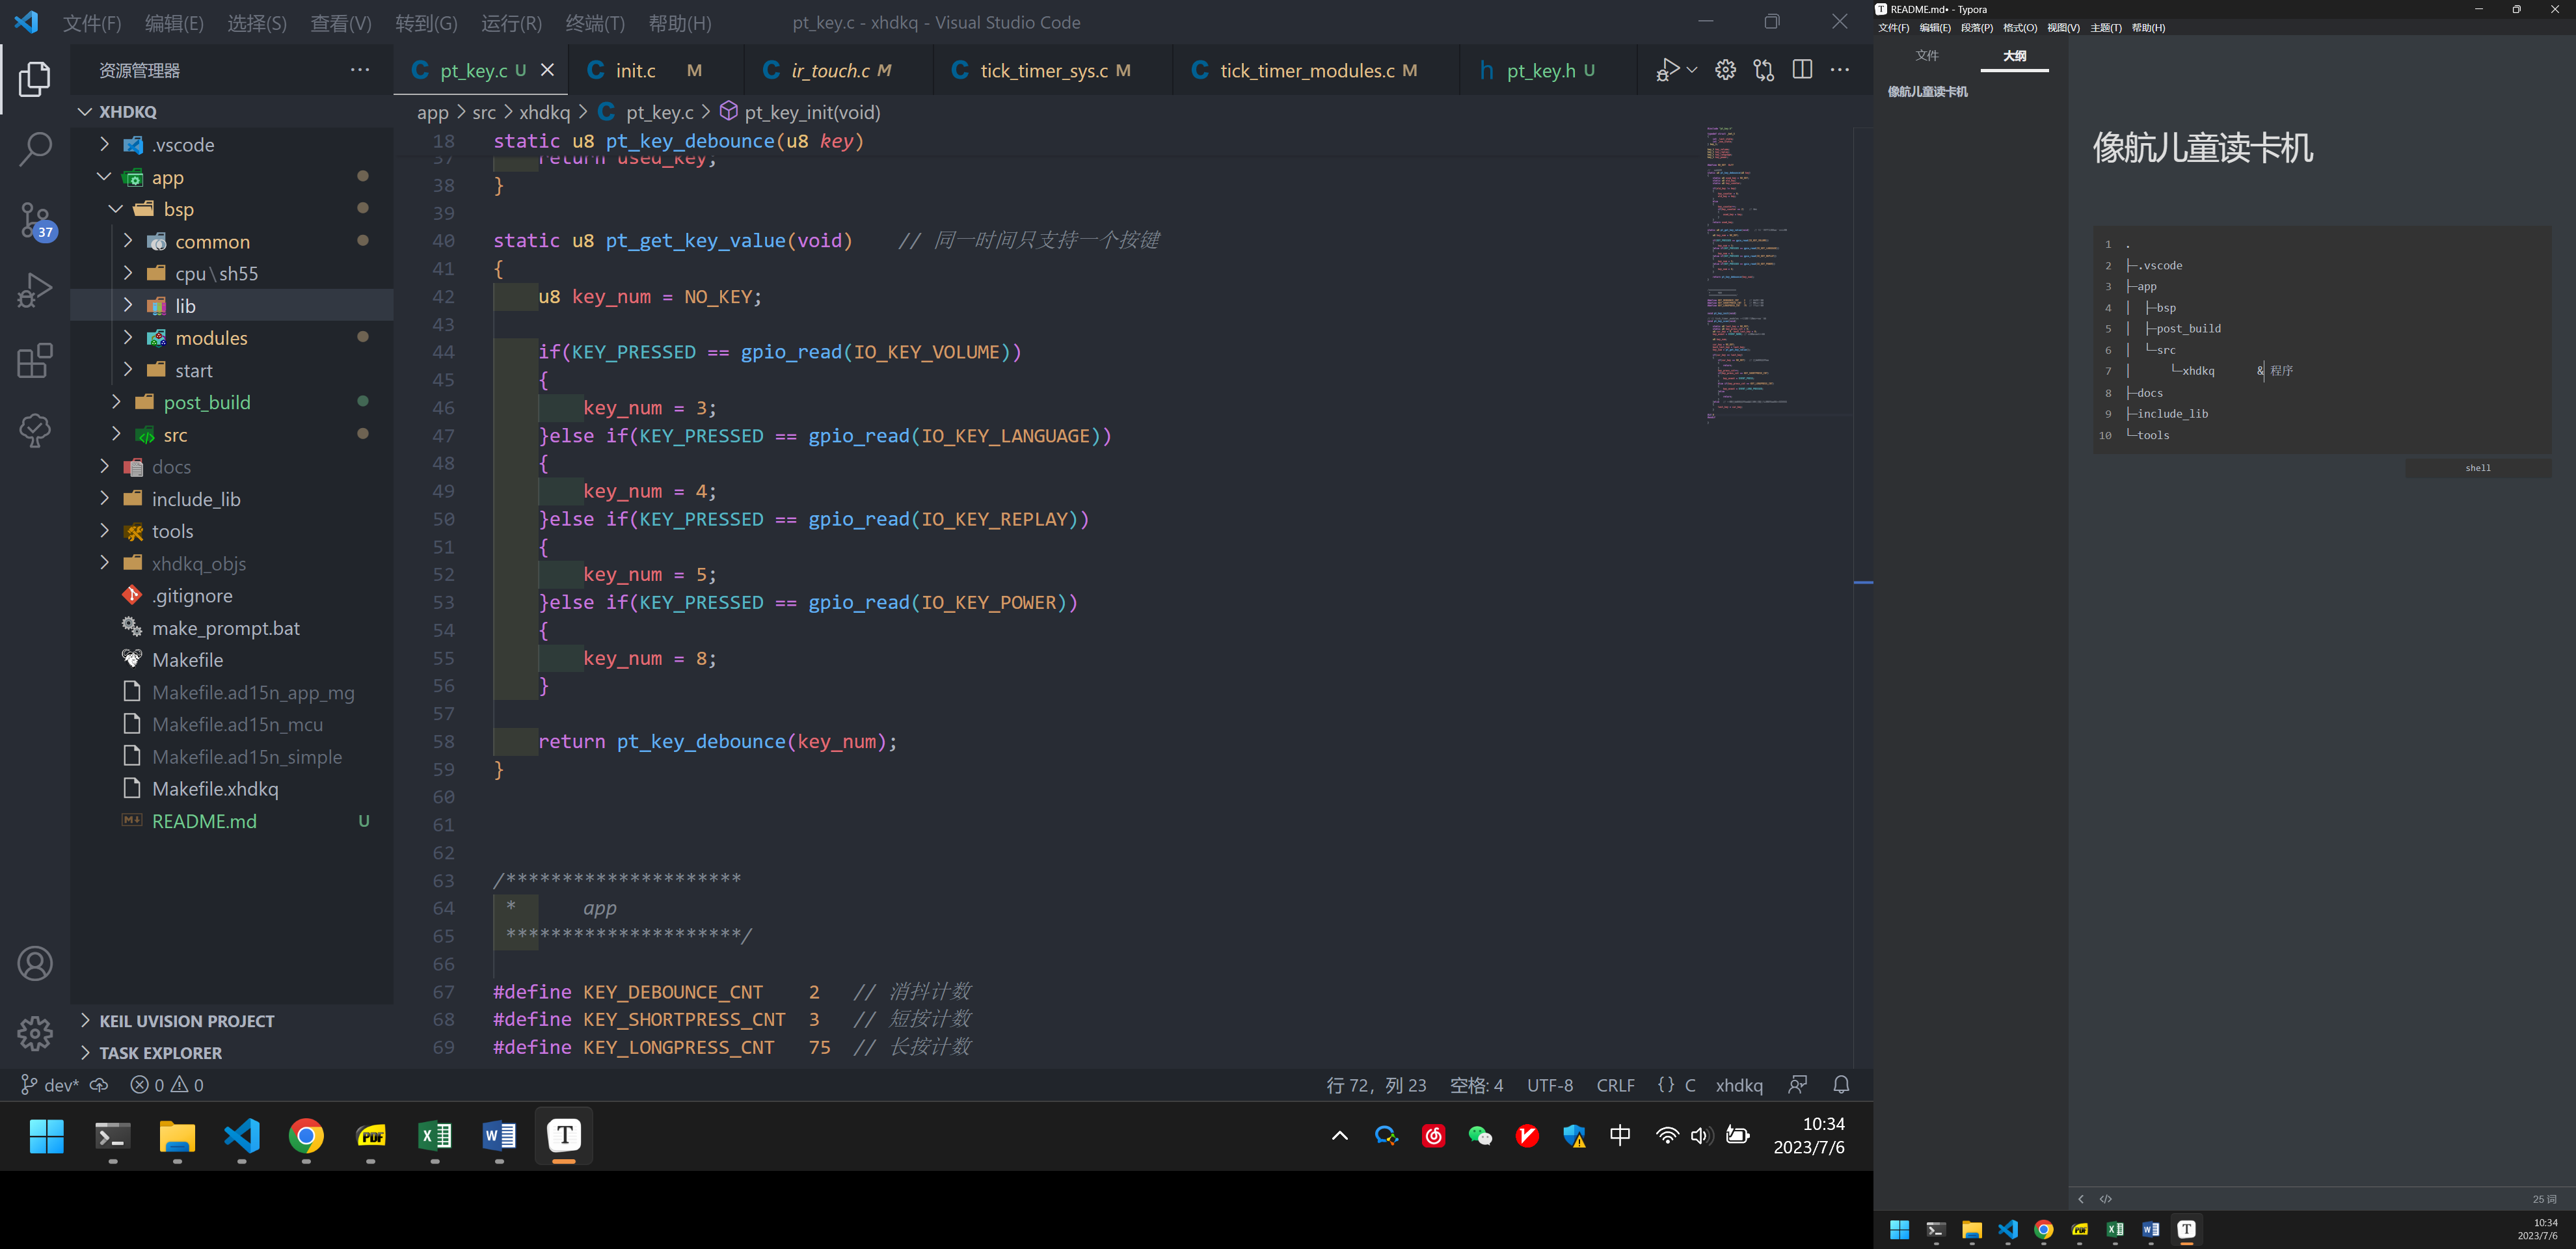 文件(F) 编辑(E) 选择(S) 查看(V) 转到(G) 运行(R) 终端(T) 帮助(H) pt_key.c - xhdkq - Visual Studio Code
资源管理器
XHDKQ
.vscode
app
bsp
common
cpu\sh55
lib
modules
start
post_build
src
docs
include_lib
tools
xhdkq_objs
.gitignore
make_prompt.bat
Makefile
Makefile.ad15n_app_mg
Makefile.ad15n_mcu
Makefile.ad15n_simple
Makefile.xhdkq
README.md U
KEIL UVISION PROJECT
TASK EXPLORER
37
pt_key.c U init.c M ir_touch.c M tick_timer_sys.c M tick_timer_modules.c M pt_key.h U
app > src > xhdkq > C pt_key.c > pt_key_init(void)
18 static u8 pt_key_debounce(u8 key)
37 return used_key;
38 }
39
40 static u8 pt_get_key_value(void) // 同一时间只支持一个按键
41 {
42 u8 key_num = NO_KEY;
43
44 if(KEY_PRESSED == gpio_read(IO_KEY_VOLUME))
45 {
46 key_num = 3;
47 }else if(KEY_PRESSED == gpio_read(IO_KEY_LANGUAGE))
48 {
49 key_num = 4;
50 }else if(KEY_PRESSED == gpio_read(IO_KEY_REPLAY))
51 {
52 key_num = 5;
53 }else if(KEY_PRESSED == gpio_read(IO_KEY_POWER))
54 {
55 key_num = 8;
56 }
57
58 return pt_key_debounce(key_num);
59 }
60
61
62
63 /*********************
64 * app
65 *********************/
66
67 #define KEY_DEBOUNCE_CNT 2 // 消抖计数
68 #define KEY_SHORTPRESS_CNT 3 // 短按计数
69 #define KEY_LONGPRESS_CNT 75 // 长按计数
dev* 0 0 行 72，列 23 空格: 4 UTF-8 CRLF {} C xhdkq
中 10:34
2023/7/6
README.md• - Typora
文件(F) 编辑(E) 段落(P) 格式(O) 视图(V) 主题(T) 帮助(H)
文件 大纲
像航儿童读卡机
像航儿童读卡机
1 .
2 ├─.vscode
3 ├─app
4 │ ├─bsp
5 │ ├─post_build
6 │ └─src
7 │ └─xhdkq & 程序
8 ├─docs
9 ├─include_lib
10 └─tools
shell
25 词
10:34
2023/7/6